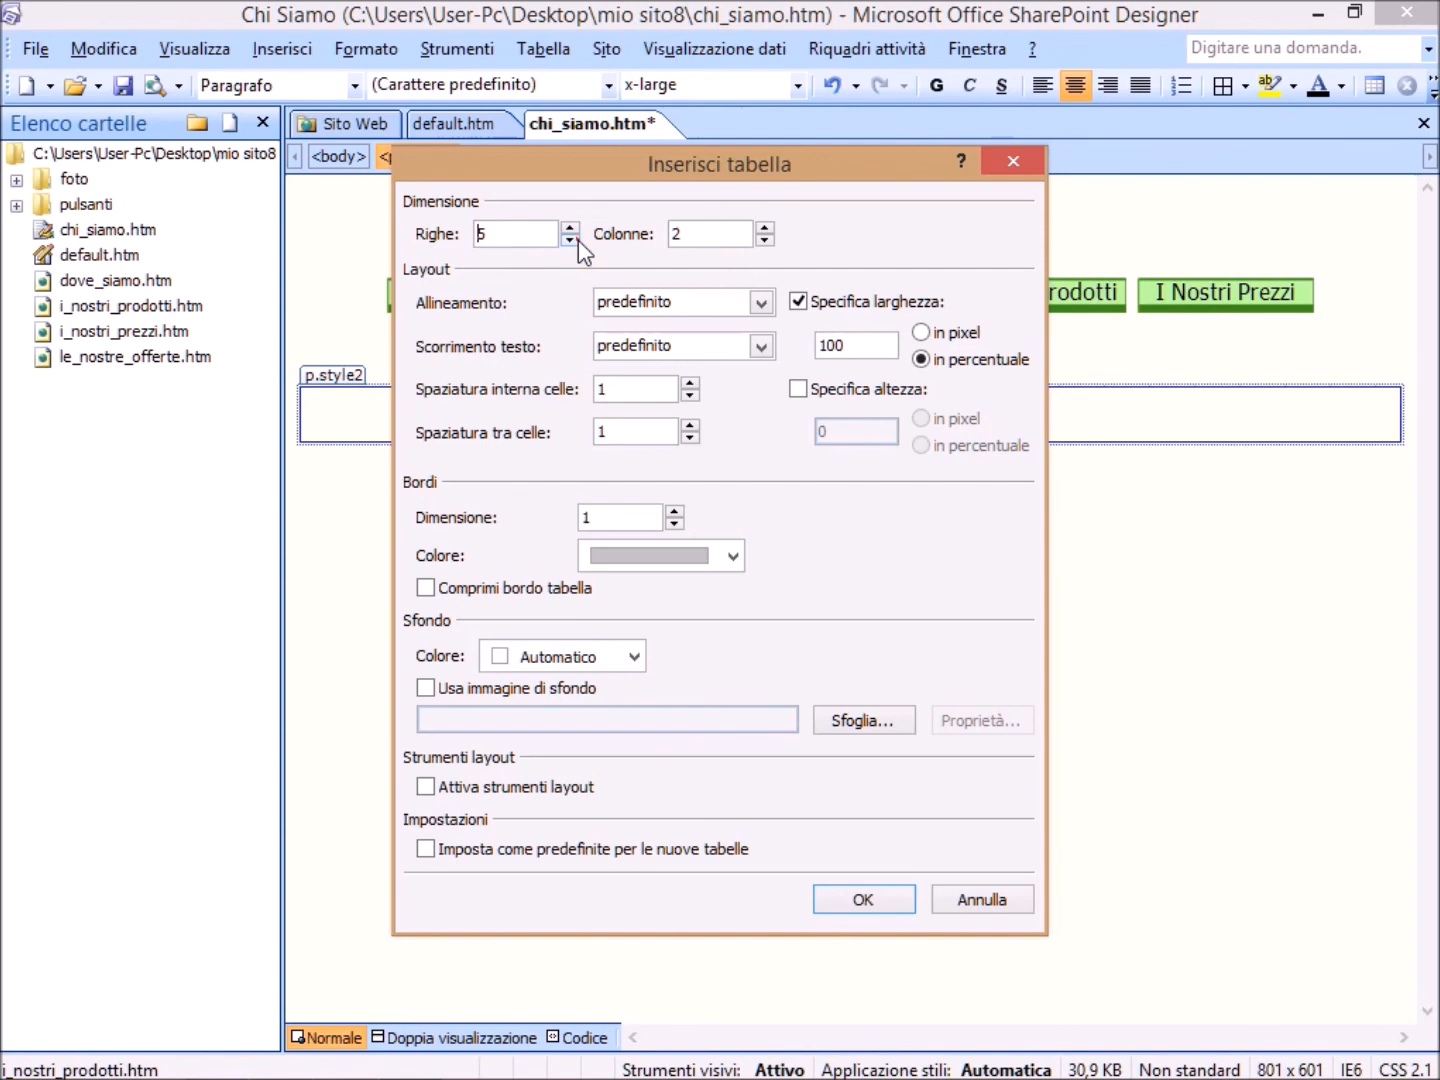 Chi Siamo (C:\Users\User-Pc\Desktop\mio sito8\chi_siamo.htm) - Microsoft Office SharePoint Designer
File Modifica Visualizza Inserisci Formato Strumenti Tabella Sito Visualizzazione dati Riquadri attività Finestra ? Digitare una domanda.
Paragrafo (Carattere predefinito) x-large G C S
Elenco cartelle
Sito Web default.htm chi_siamo.htm*
C:\Users\User-Pc\Desktop\mio sito8
<body> <p
foto
pulsanti
chi_siamo.htm
default.htm
dove_siamo.htm
i_nostri_prodotti.htm
i_nostri_prezzi.htm
le_nostre_offerte.htm
rodotti I Nostri Prezzi
p.style2
Inserisci tabella ?
Dimensione
Righe: 5 Colonne: 2
Layout
Allineamento: predefinito Specifica larghezza:
in pixel
Scorrimento testo: predefinito 100
in percentuale
Spaziatura interna celle: 1 Specifica altezza:
in pixel
Spaziatura tra celle: 1 0
in percentuale
Bordi
Dimensione: 1
Colore:
Comprimi bordo tabella
Sfondo
Colore: Automatico
Usa immagine di sfondo
Sfoglia... Proprietà...
Strumenti layout
Attiva strumenti layout
Impostazioni
Imposta come predefinite per le nuove tabelle
OK Annulla
Normale Doppia visualizzazione Codice
i_nostri_prodotti.htm Strumenti visivi: Attivo Applicazione stili: Automatica 30,9 KB Non standard 801 x 601 IE6 CSS 2.1